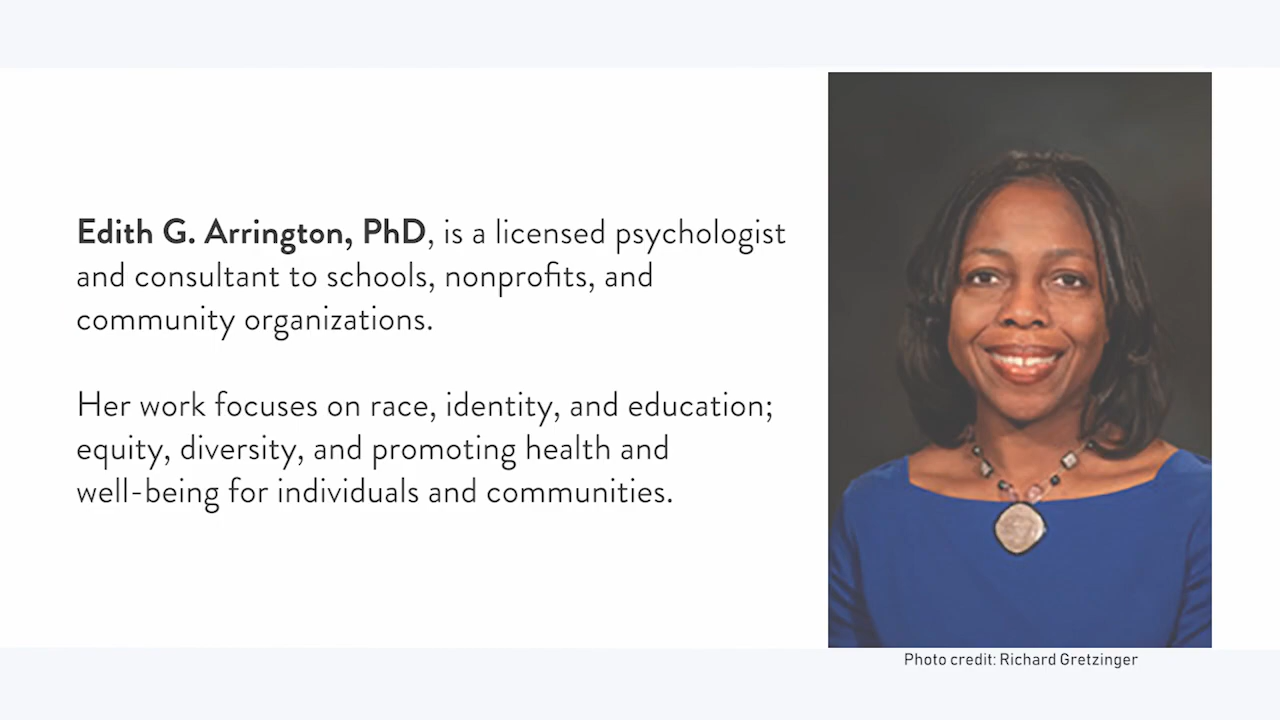 Edith G. Arrington, PhD, is a licensed psychologist
and consultant to schools, nonprofits, and
community organizations.
Her work focuses on race, identity, and education;
equity, diversity, and promoting health and
well-being for individuals and communities.
Photo credit: Richard Gretzinger